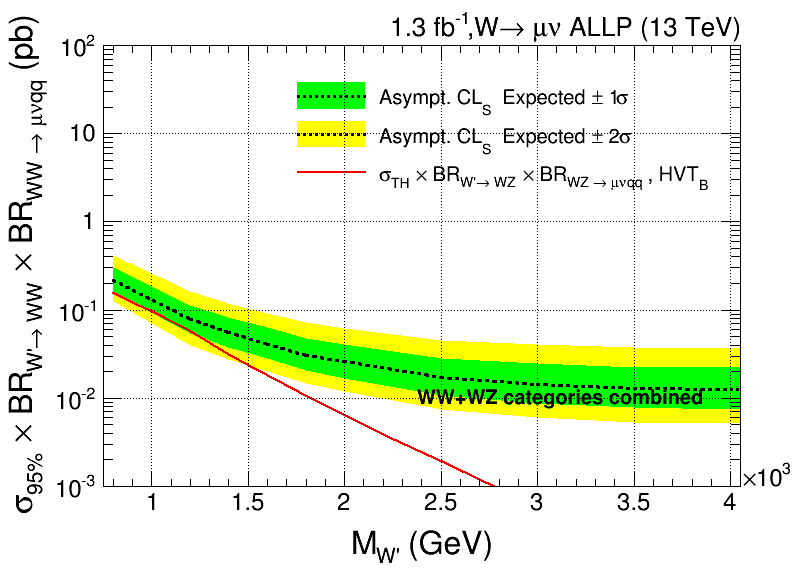 1.3 fb-1,W→ μν ALLP (13 TeV)
σ95% × BRW'→ WW × BRWW → μνqq (pb)
102
10
1
10-1
10-2
10-3
Asympt. CLS Expected ± 1σ
Asympt. CLS Expected ± 2σ
σTH × BRW'→ WZ × BRWZ → μνqq , HVTB
WW+WZ categories combined
1 1.5 2 2.5 3 3.5 4
×103
MW' (GeV)